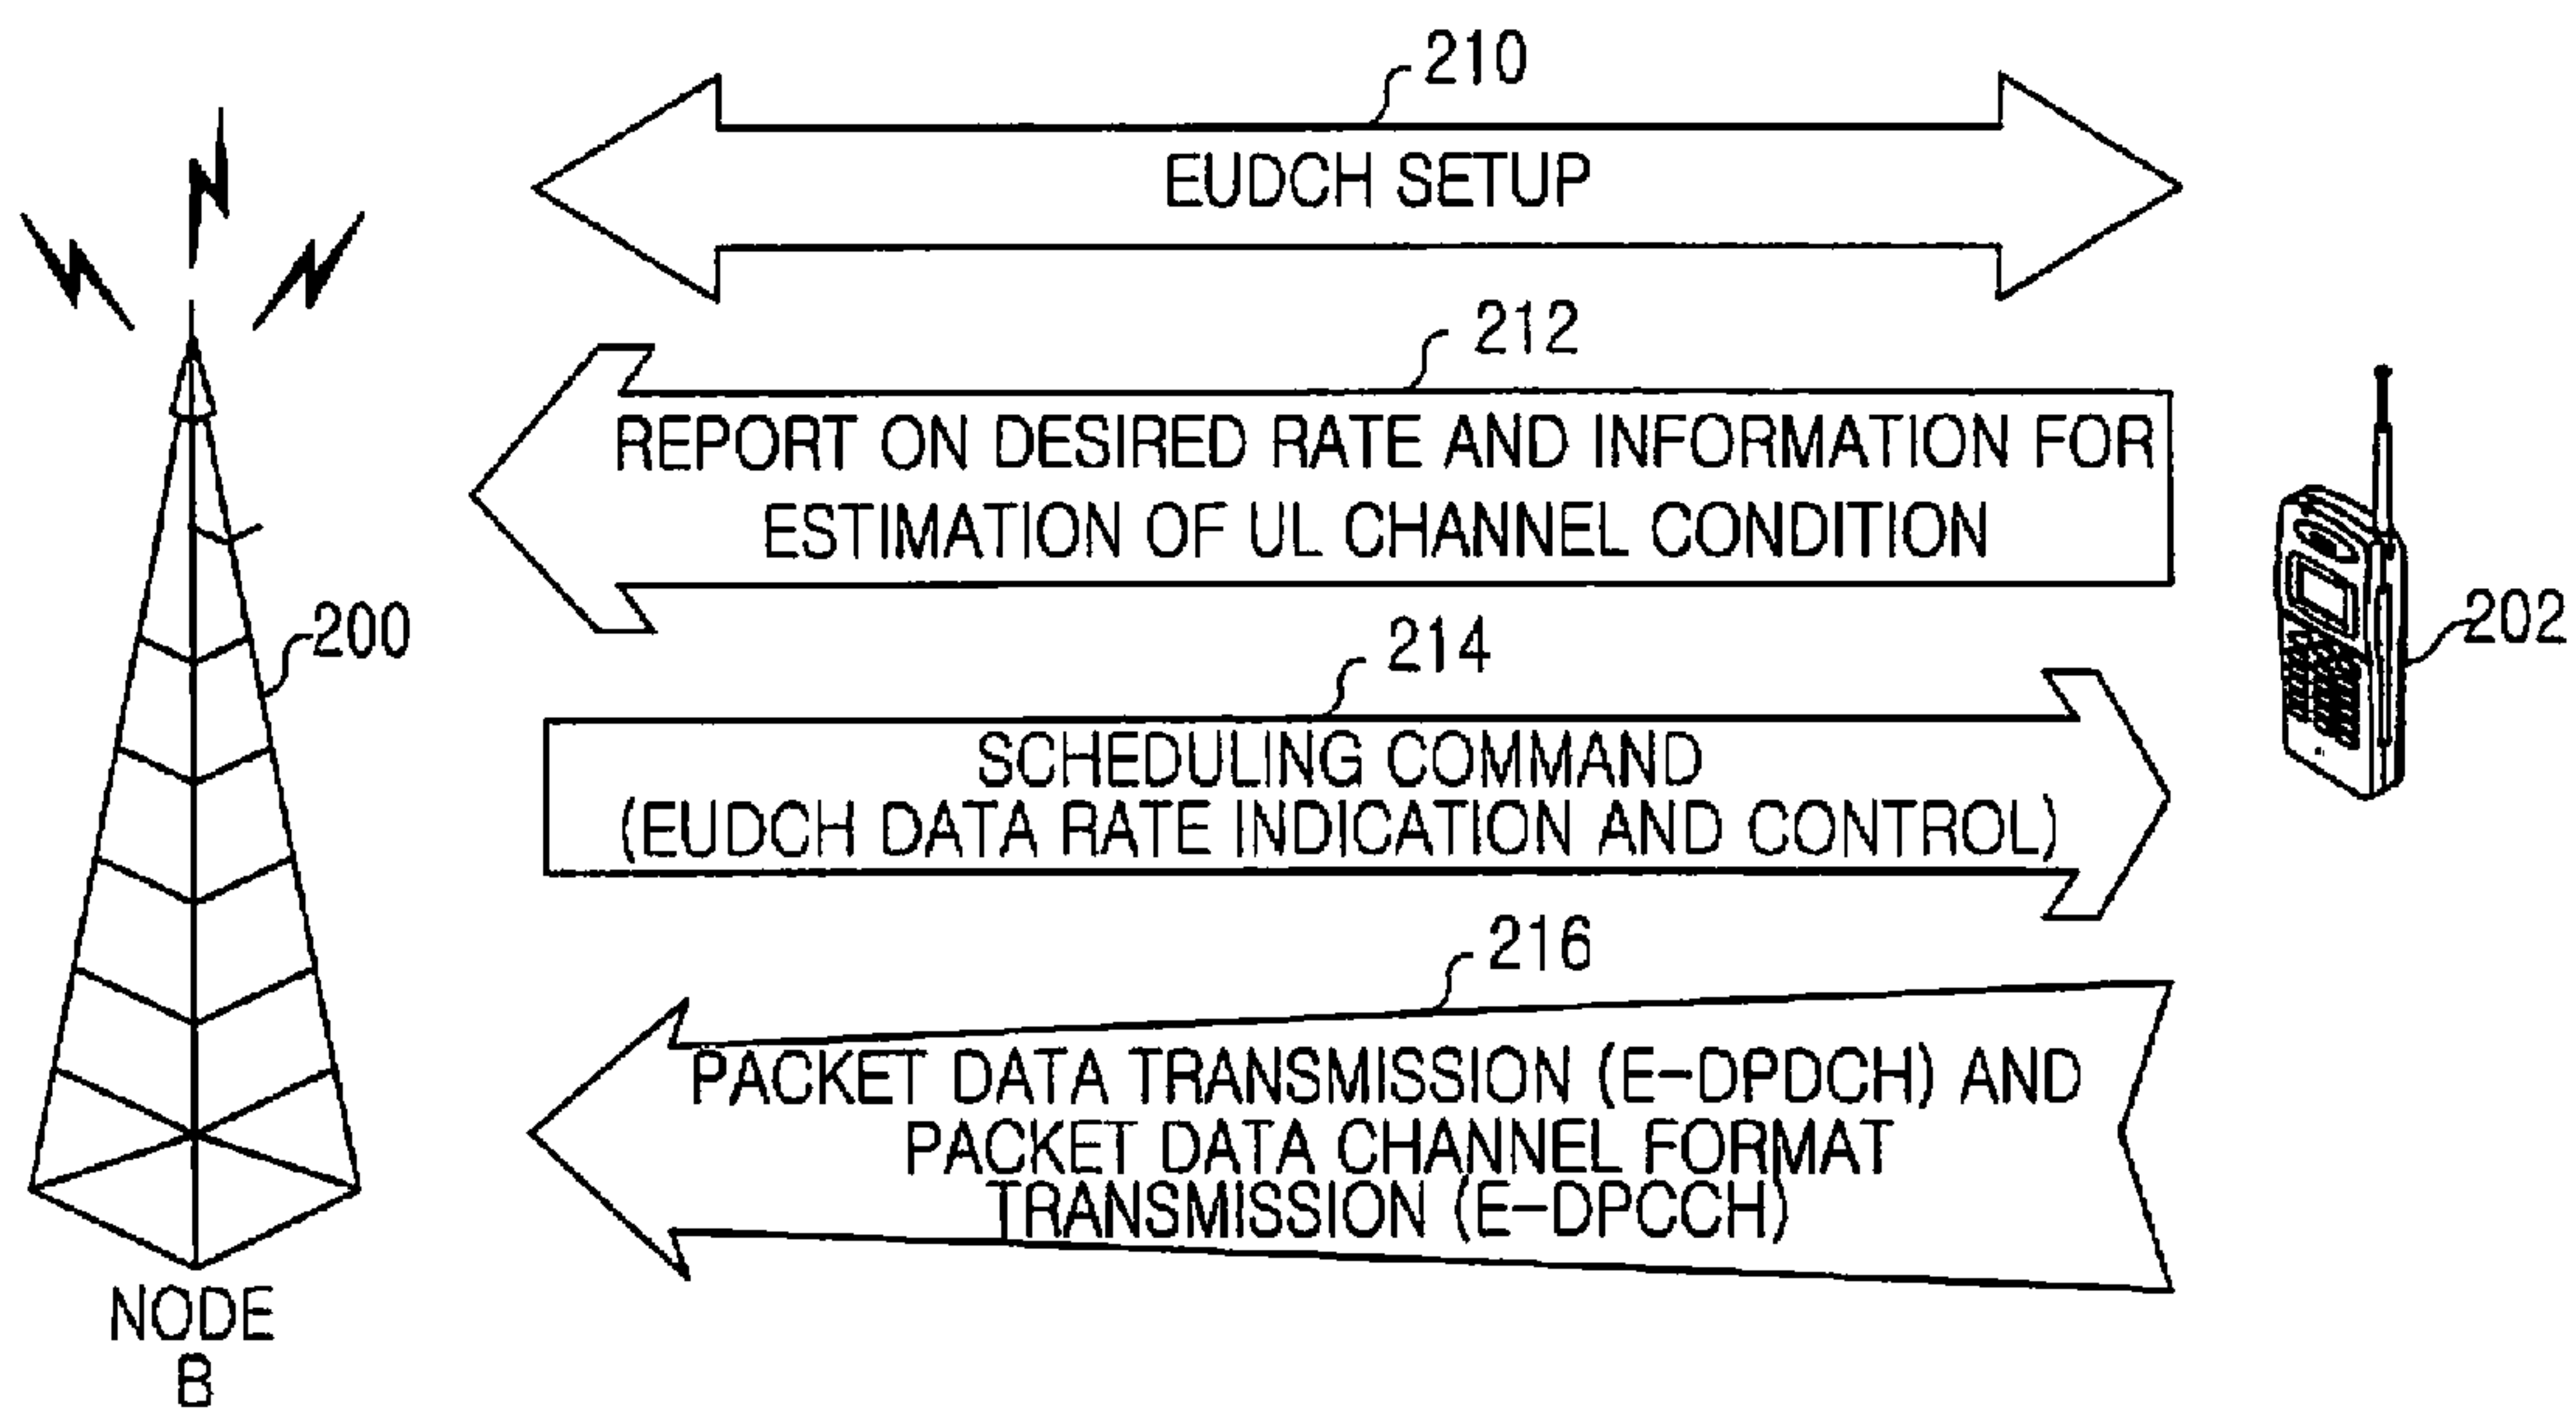 210
EUDCH SETUP
212
REPORT ON DESIRED RATE AND INFORMATION FOR
ESTIMATION OF UL CHANNEL CONDITION
200
202
214
SCHEDULING COMMAND
(EUDCH DATA RATE INDICATION AND CONTROL)
216
PACKET DATA TRANSMISSION (E-DPDCH) AND
PACKET DATA CHANNEL FORMAT
TRANSMISSION (E-DPCCH)
NODE
B